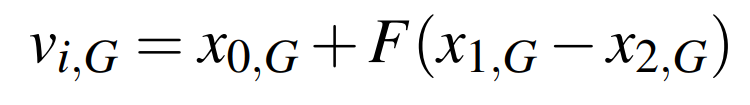 v_{i,G} = x_{0,G} + F(x_{1,G} − x_{2,G})